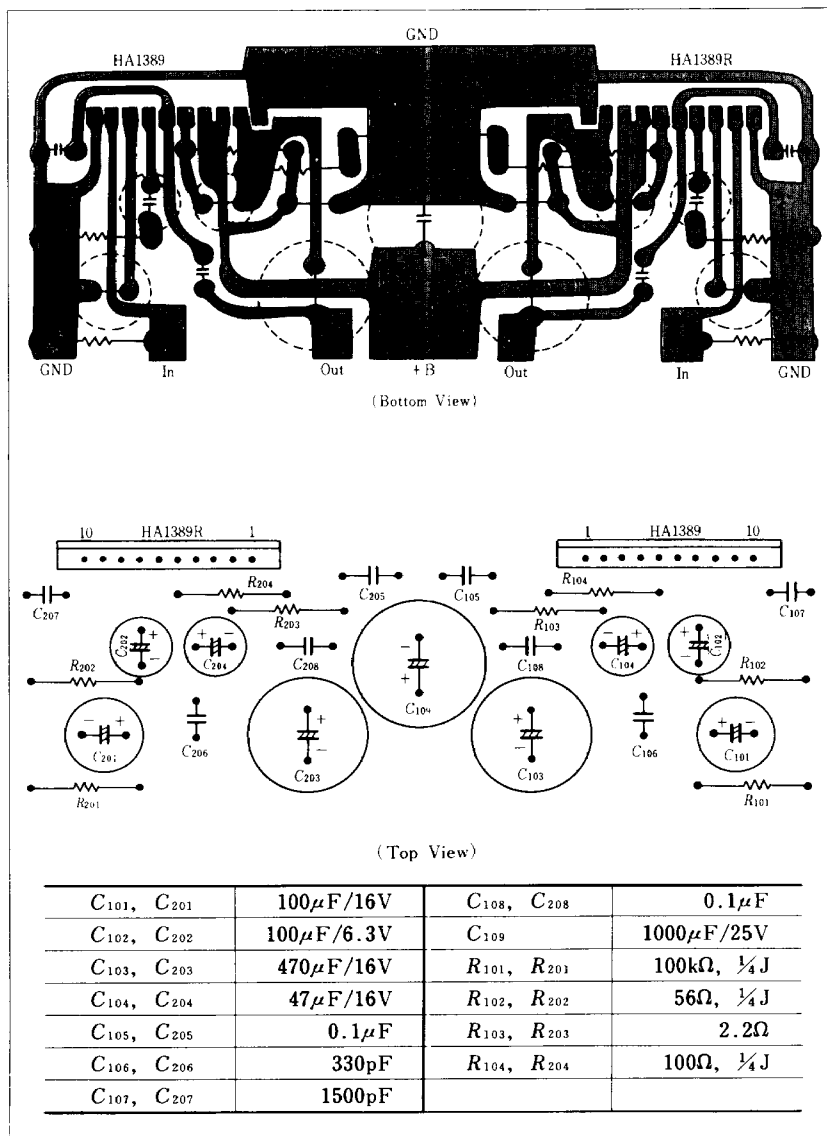 GND
HA1389 HA1389R
GND In Out + B Out In GND
(Bottom View)
10 HA1389R 1 1 HA1389 10
R204 C205 C105 R104
C207 R203 R103 C107
C202 + − − + C204 C208 − + C108 + − C104 + − C102
R202 R102
− + C201 C206 + − C203 C104 + − C103 C106 − + C101
R201 R101
(Top View)
C101, C201 100μF/16V C108, C208 0.1μF
C102, C202 100μF/6.3V C109 1000μF/25V
C103, C203 470μF/16V R101, R201 100kΩ, ¼J
C104, C204 47μF/16V R102, R202 56Ω, ¼J
C105, C205 0.1μF R103, R203 2.2Ω
C106, C206 330pF R104, R204 100Ω, ¼J
C107, C207 1500pF